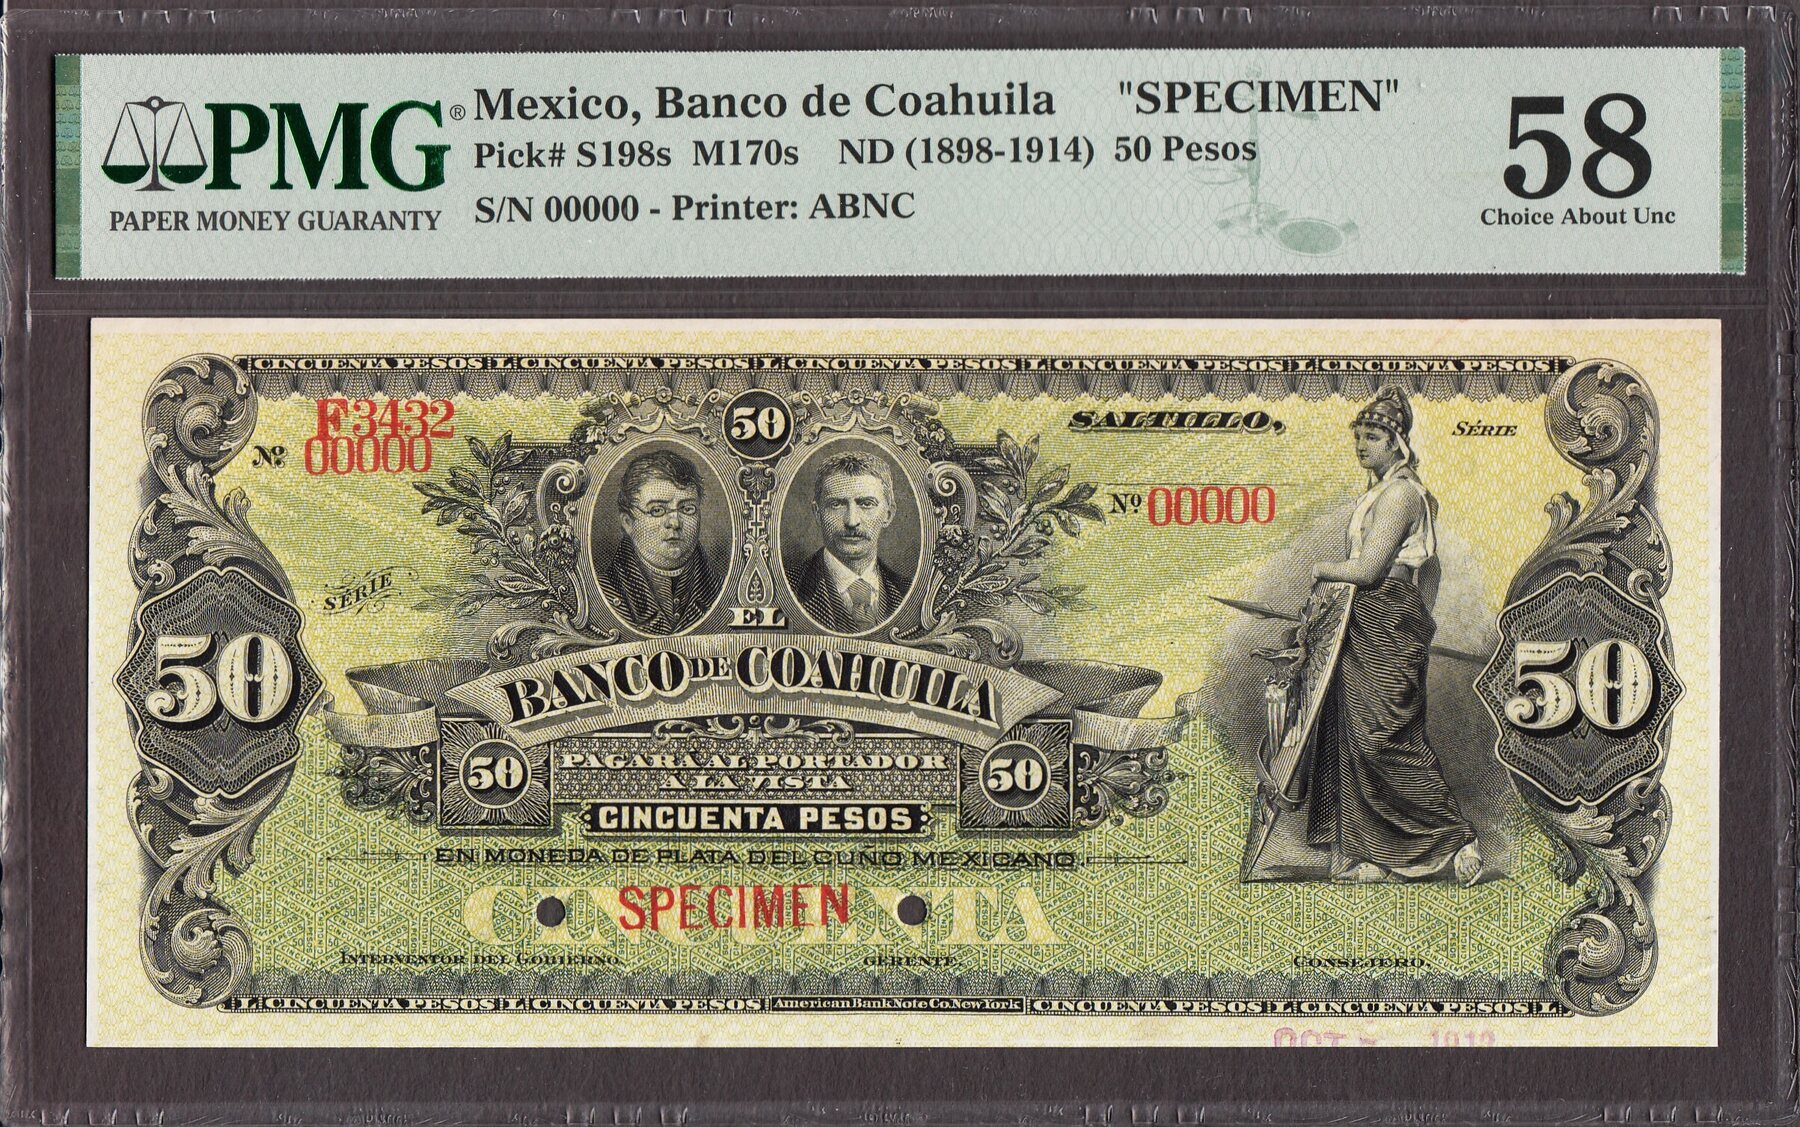 PMG®
PAPER MONEY GUARANTY
Mexico, Banco de Coahuila "SPECIMEN"
Pick# S198s M170s ND (1898-1914) 50 Pesos
S/N 00000 - Printer: ABNC
58
Choice About Unc
CINCUENTA PESOS L CINCUENTA PESOS L CINCUENTA PESOS L CINCUENTA PESOS L CINCUENTA PESOS
F3432
Nº 00000
50
SALTILLO,
SÉRIE
Nº 00000
SÉRIE
EL
BANCO DE COAHUILA
50
50
50
PAGARÁ AL PORTADOR
50
Á LA VISTA
CINCUENTA PESOS
EN MONEDA DE PLATA DEL CUÑO MEXICANO
CINCUENTA
SPECIMEN
INTERVENTOR DEL GOBIERNO.
GERENTE.
CONSEJERO.
L CINCUENTA PESOS L CINCUENTA PESOS American Bank Note Co. New York CINCUENTA PESOS L CINCUENTA PESOS L
OCT 1912